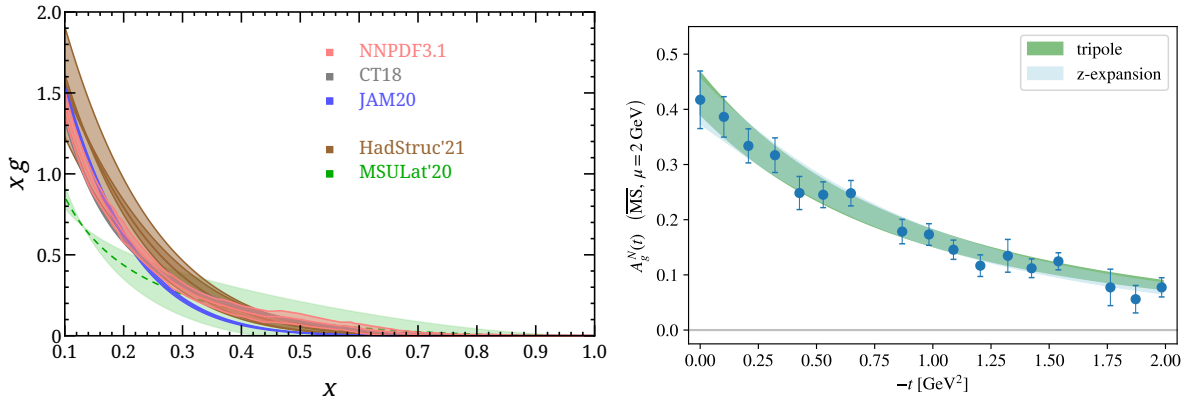 2.0
1.5
1.0
0.5
0
x g
0.1 0.2 0.3 0.4 0.5 0.6 0.7 0.8 0.9 1.0
x
NNPDF3.1
CT18
JAM20
HadStruc'21
MSULat'20
0.5
0.4
0.3
0.2
0.1
0.0
A_g^N(t) (\overline{MS}, μ = 2 GeV)
tripole
z-expansion
0.00 0.25 0.50 0.75 1.00 1.25 1.50 1.75 2.00
−t [GeV²]